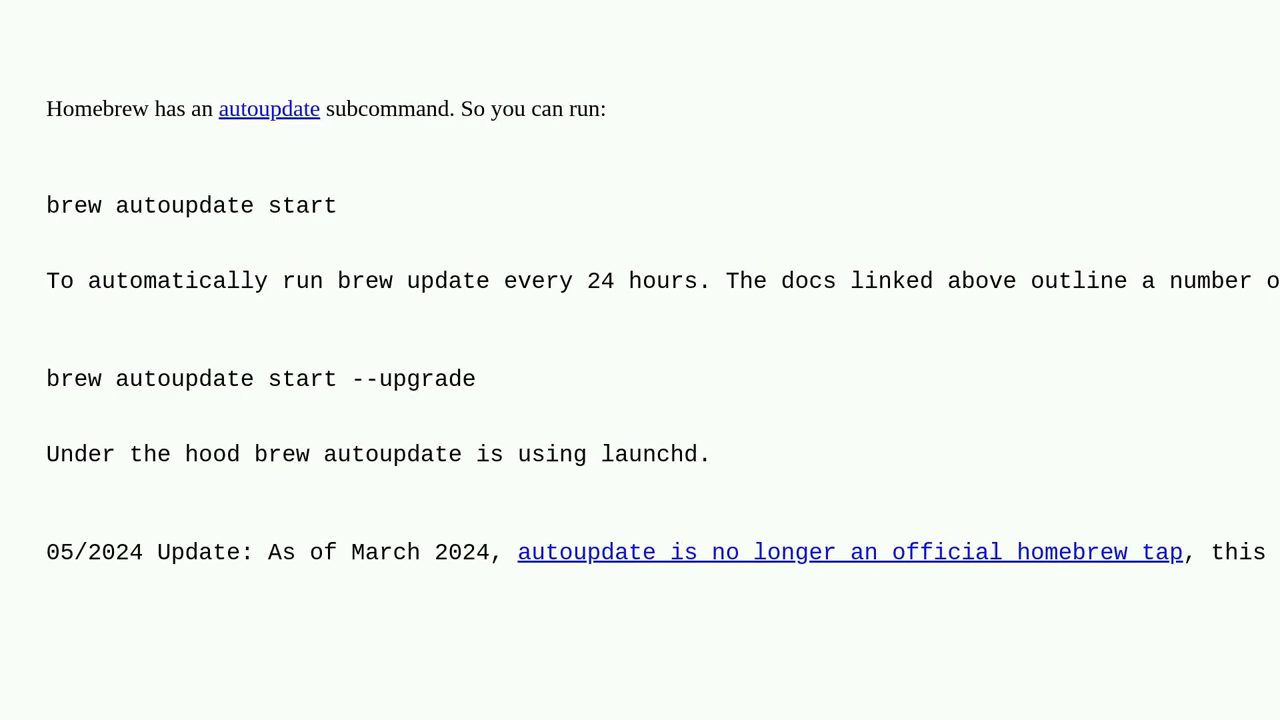 Homebrew has an autoupdate subcommand. So you can run:
brew autoupdate start
To automatically run brew update every 24 hours. The docs linked above outline a number
brew autoupdate start --upgrade
Under the hood brew autoupdate is using launchd.
05/2024 Update: As of March 2024, autoupdate is no longer an official homebrew tap, this